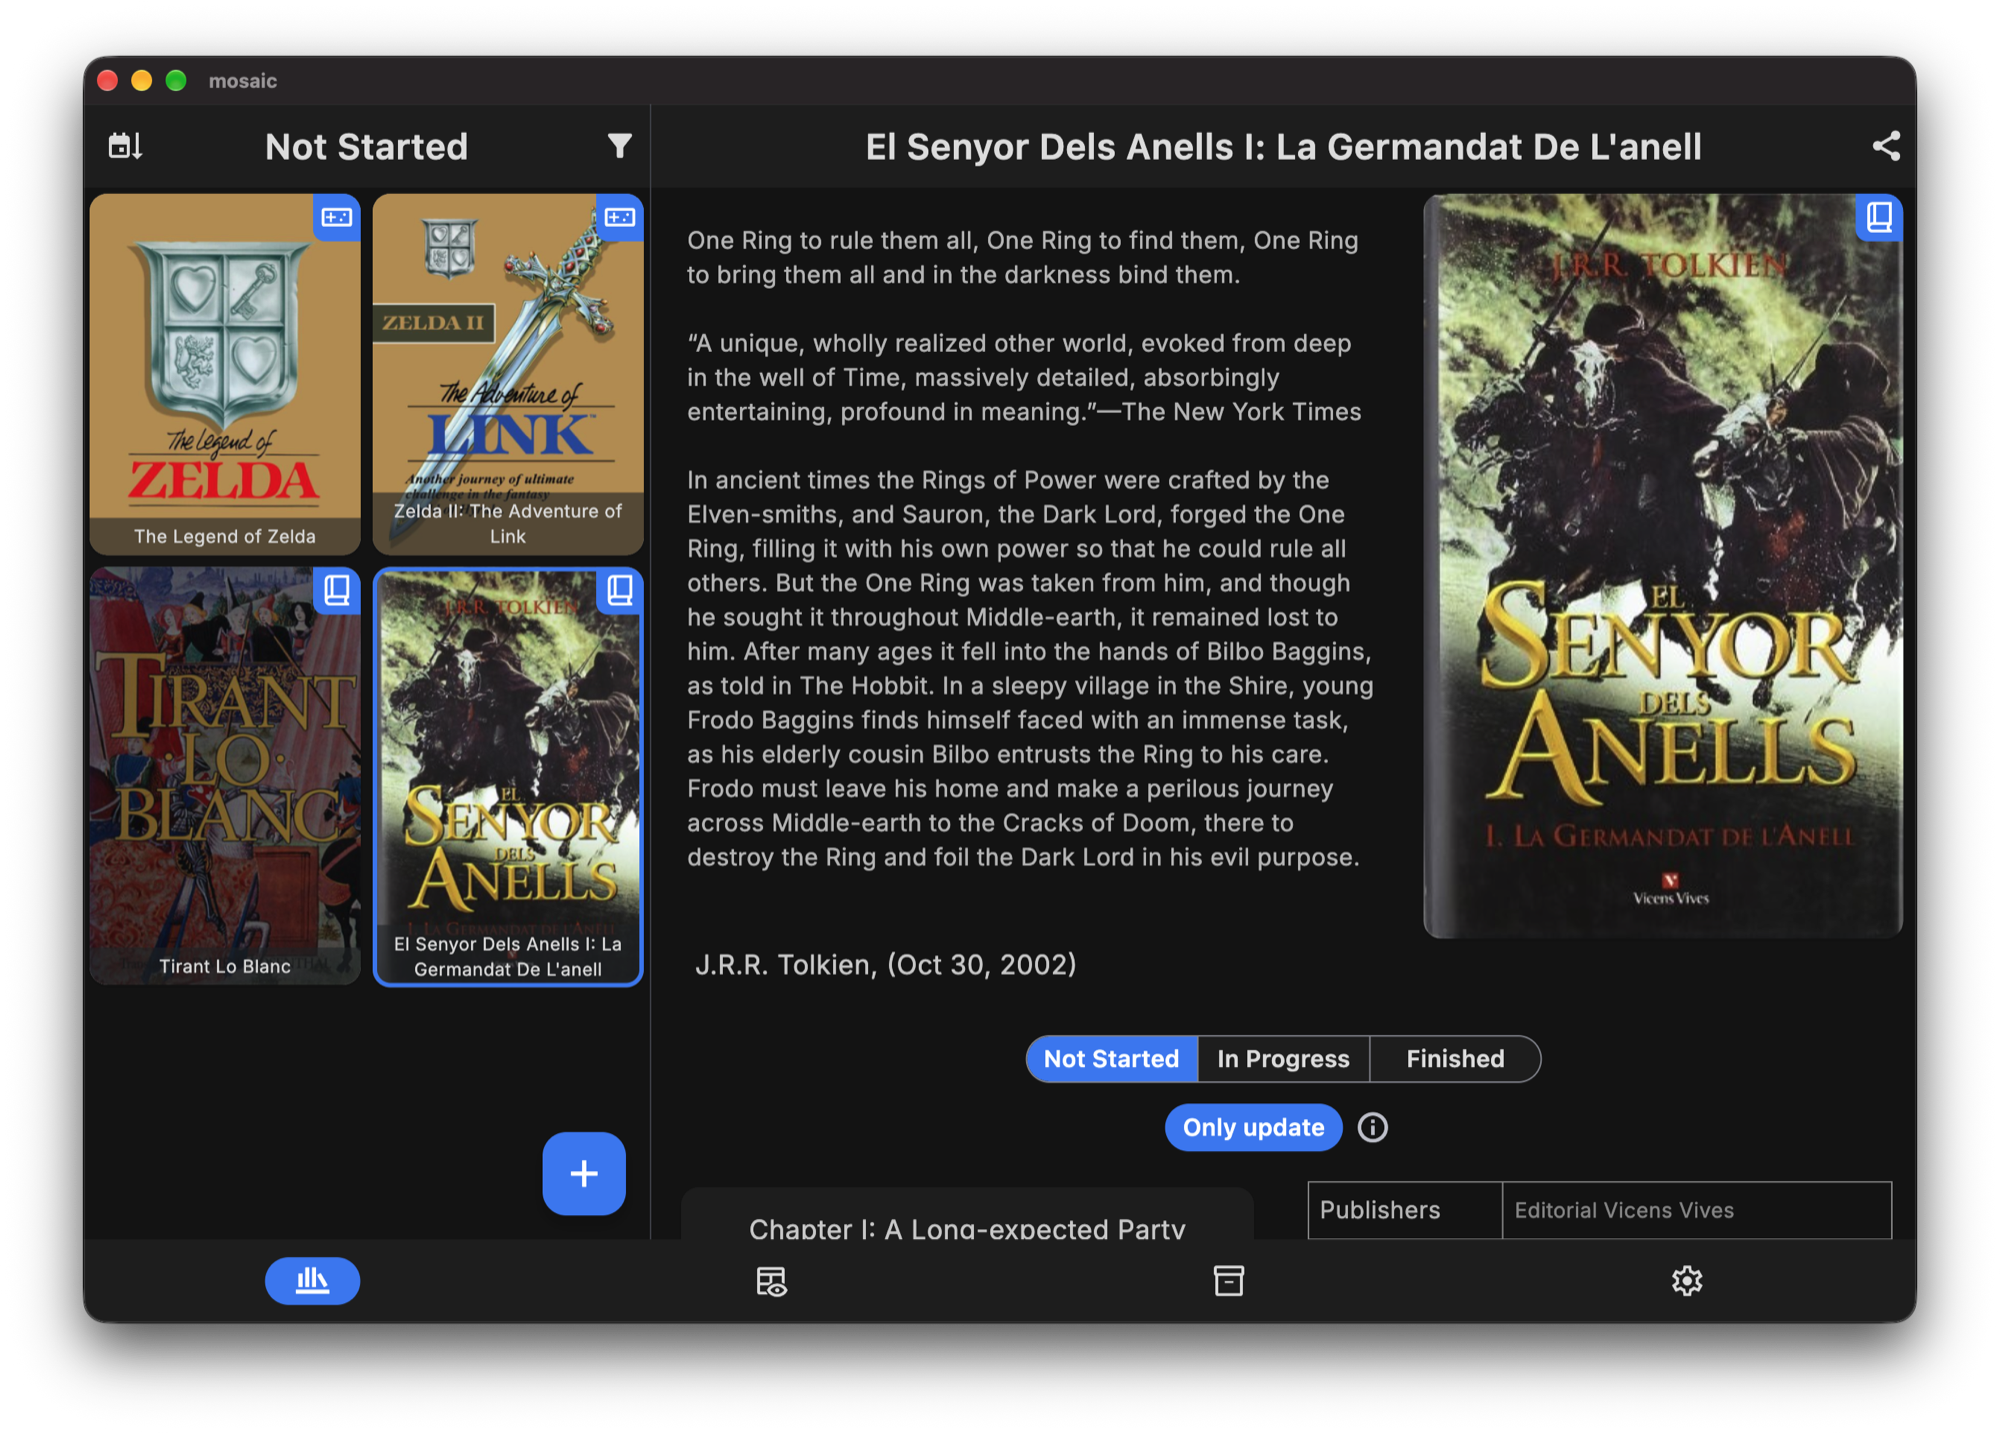 mosaic
Not Started
El Senyor Dels Anells I: La Germandat De L'anell
The Legend of
ZELDA
The Legend of Zelda
ZELDA II
The Adventure of
LINK
Another journey of ultimate
challenge in the fantasy
Zelda II: The Adventure of
Link
TIRANT
·LO·
BLANC
Tirant Lo Blanc
J.R.R. TOLKIEN
EL
SENYOR
DELS
ANELLS
I. LA GERMANDAT DE L'ANELL
El Senyor Dels Anells I: La
Germandat De L'anell
One Ring to rule them all, One Ring to find them, One Ring
to bring them all and in the darkness bind them.
“A unique, wholly realized other world, evoked from deep
in the well of Time, massively detailed, absorbingly
entertaining, profound in meaning.”—The New York Times
In ancient times the Rings of Power were crafted by the
Elven-smiths, and Sauron, the Dark Lord, forged the One
Ring, filling it with his own power so that he could rule all
others. But the One Ring was taken from him, and though
he sought it throughout Middle-earth, it remained lost to
him. After many ages it fell into the hands of Bilbo Baggins,
as told in The Hobbit. In a sleepy village in the Shire, young
Frodo Baggins finds himself faced with an immense task,
as his elderly cousin Bilbo entrusts the Ring to his care.
Frodo must leave his home and make a perilous journey
across Middle-earth to the Cracks of Doom, there to
destroy the Ring and foil the Dark Lord in his evil purpose.
J.R.R. TOLKIEN
EL
SENYOR
DELS
ANELLS
I. LA GERMANDAT DE L'ANELL
Vicens Vives
J.R.R. Tolkien, (Oct 30, 2002)
Not Started
In Progress
Finished
Only update
Chapter I: A Long-expected Party
Publishers
Editorial Vicens Vives